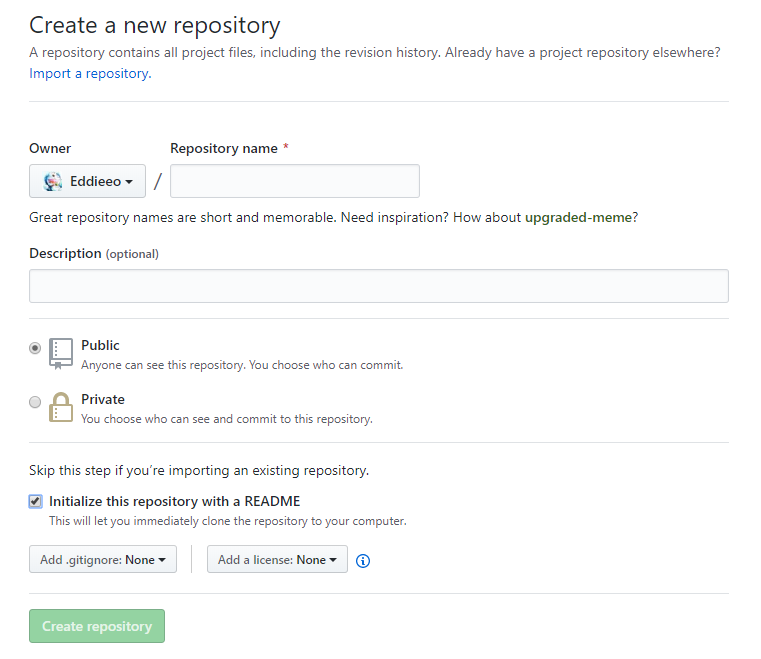 Create a new repository
A repository contains all project files, including the revision history. Already have a project repository elsewhere?
Import a repository.
Owner
Repository name *
Eddieeo /
Great repository names are short and memorable. Need inspiration? How about upgraded-meme?
Description (optional)
Public
Anyone can see this repository. You choose who can commit.
Private
You choose who can see and commit to this repository.
Skip this step if you’re importing an existing repository.
Initialize this repository with a README
This will let you immediately clone the repository to your computer.
Add .gitignore: None
Add a license: None
Create repository